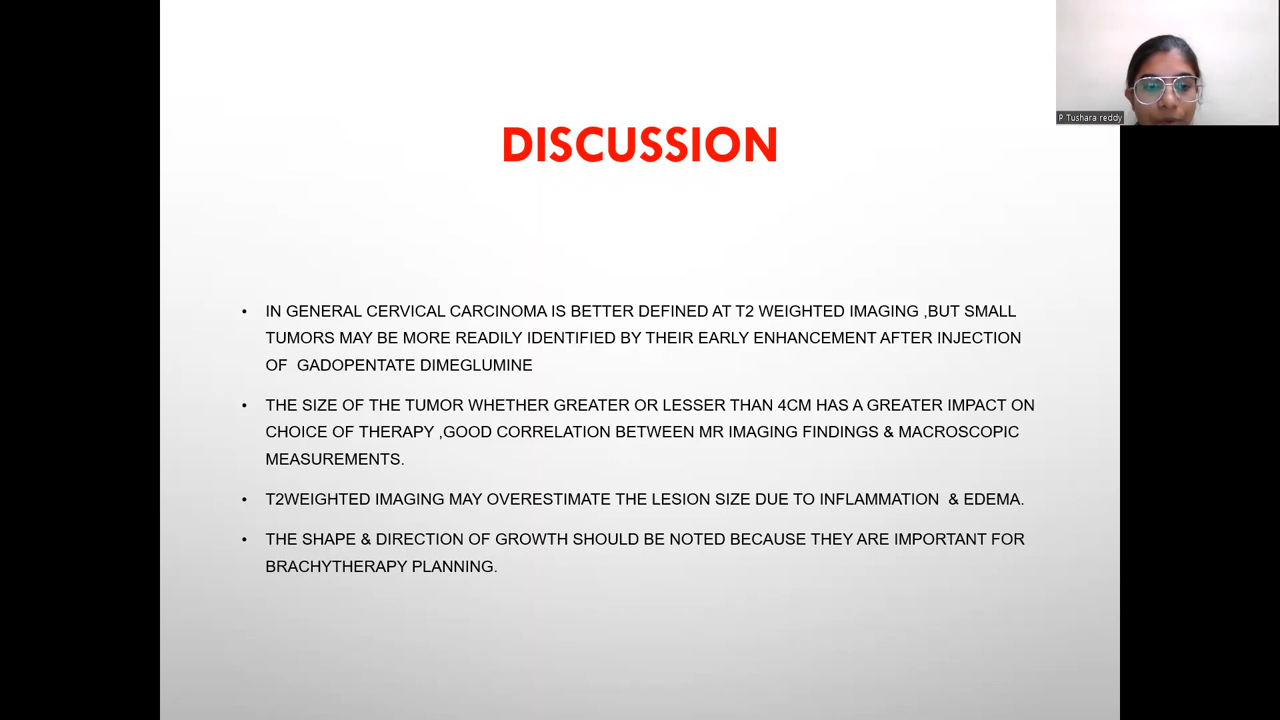 P Tushara reddy
DISCUSSION
• IN GENERAL CERVICAL CARCINOMA IS BETTER DEFINED AT T2 WEIGHTED IMAGING ,BUT SMALL
TUMORS MAY BE MORE READILY IDENTIFIED BY THEIR EARLY ENHANCEMENT AFTER INJECTION
OF  GADOPENTATE DIMEGLUMINE
• THE SIZE OF THE TUMOR WHETHER GREATER OR LESSER THAN 4CM HAS A GREATER IMPACT ON
CHOICE OF THERAPY ,GOOD CORRELATION BETWEEN MR IMAGING FINDINGS & MACROSCOPIC
MEASUREMENTS.
• T2WEIGHTED IMAGING MAY OVERESTIMATE THE LESION SIZE DUE TO INFLAMMATION  & EDEMA.
• THE SHAPE & DIRECTION OF GROWTH SHOULD BE NOTED BECAUSE THEY ARE IMPORTANT FOR
BRACHYTHERAPY PLANNING.